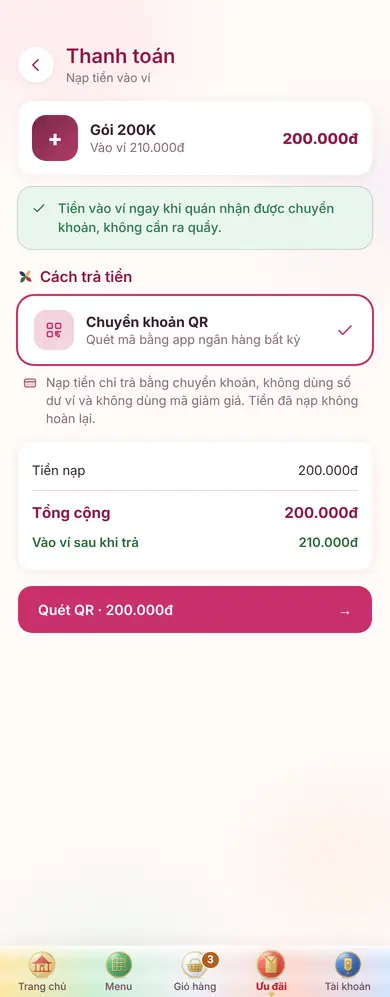 Thanh toán
Nạp tiền vào ví
Gói 200K
Vào ví 210.000đ
200.000đ
Tiền vào ví ngay khi quán nhận được chuyển
khoản, không cần ra quầy.
Cách trả tiền
Chuyển khoản QR
Quét mã bằng app ngân hàng bất kỳ
Nạp tiền chỉ trả bằng chuyển khoản, không dùng số
dư ví và không dùng mã giảm giá. Tiền đã nạp không
hoàn lại.
Tiền nạp 200.000đ
Tổng cộng 200.000đ
Vào ví sau khi trả 210.000đ
Quét QR · 200.000đ →
3
Trang chủ Menu Giỏ hàng Ưu đãi Tài khoản